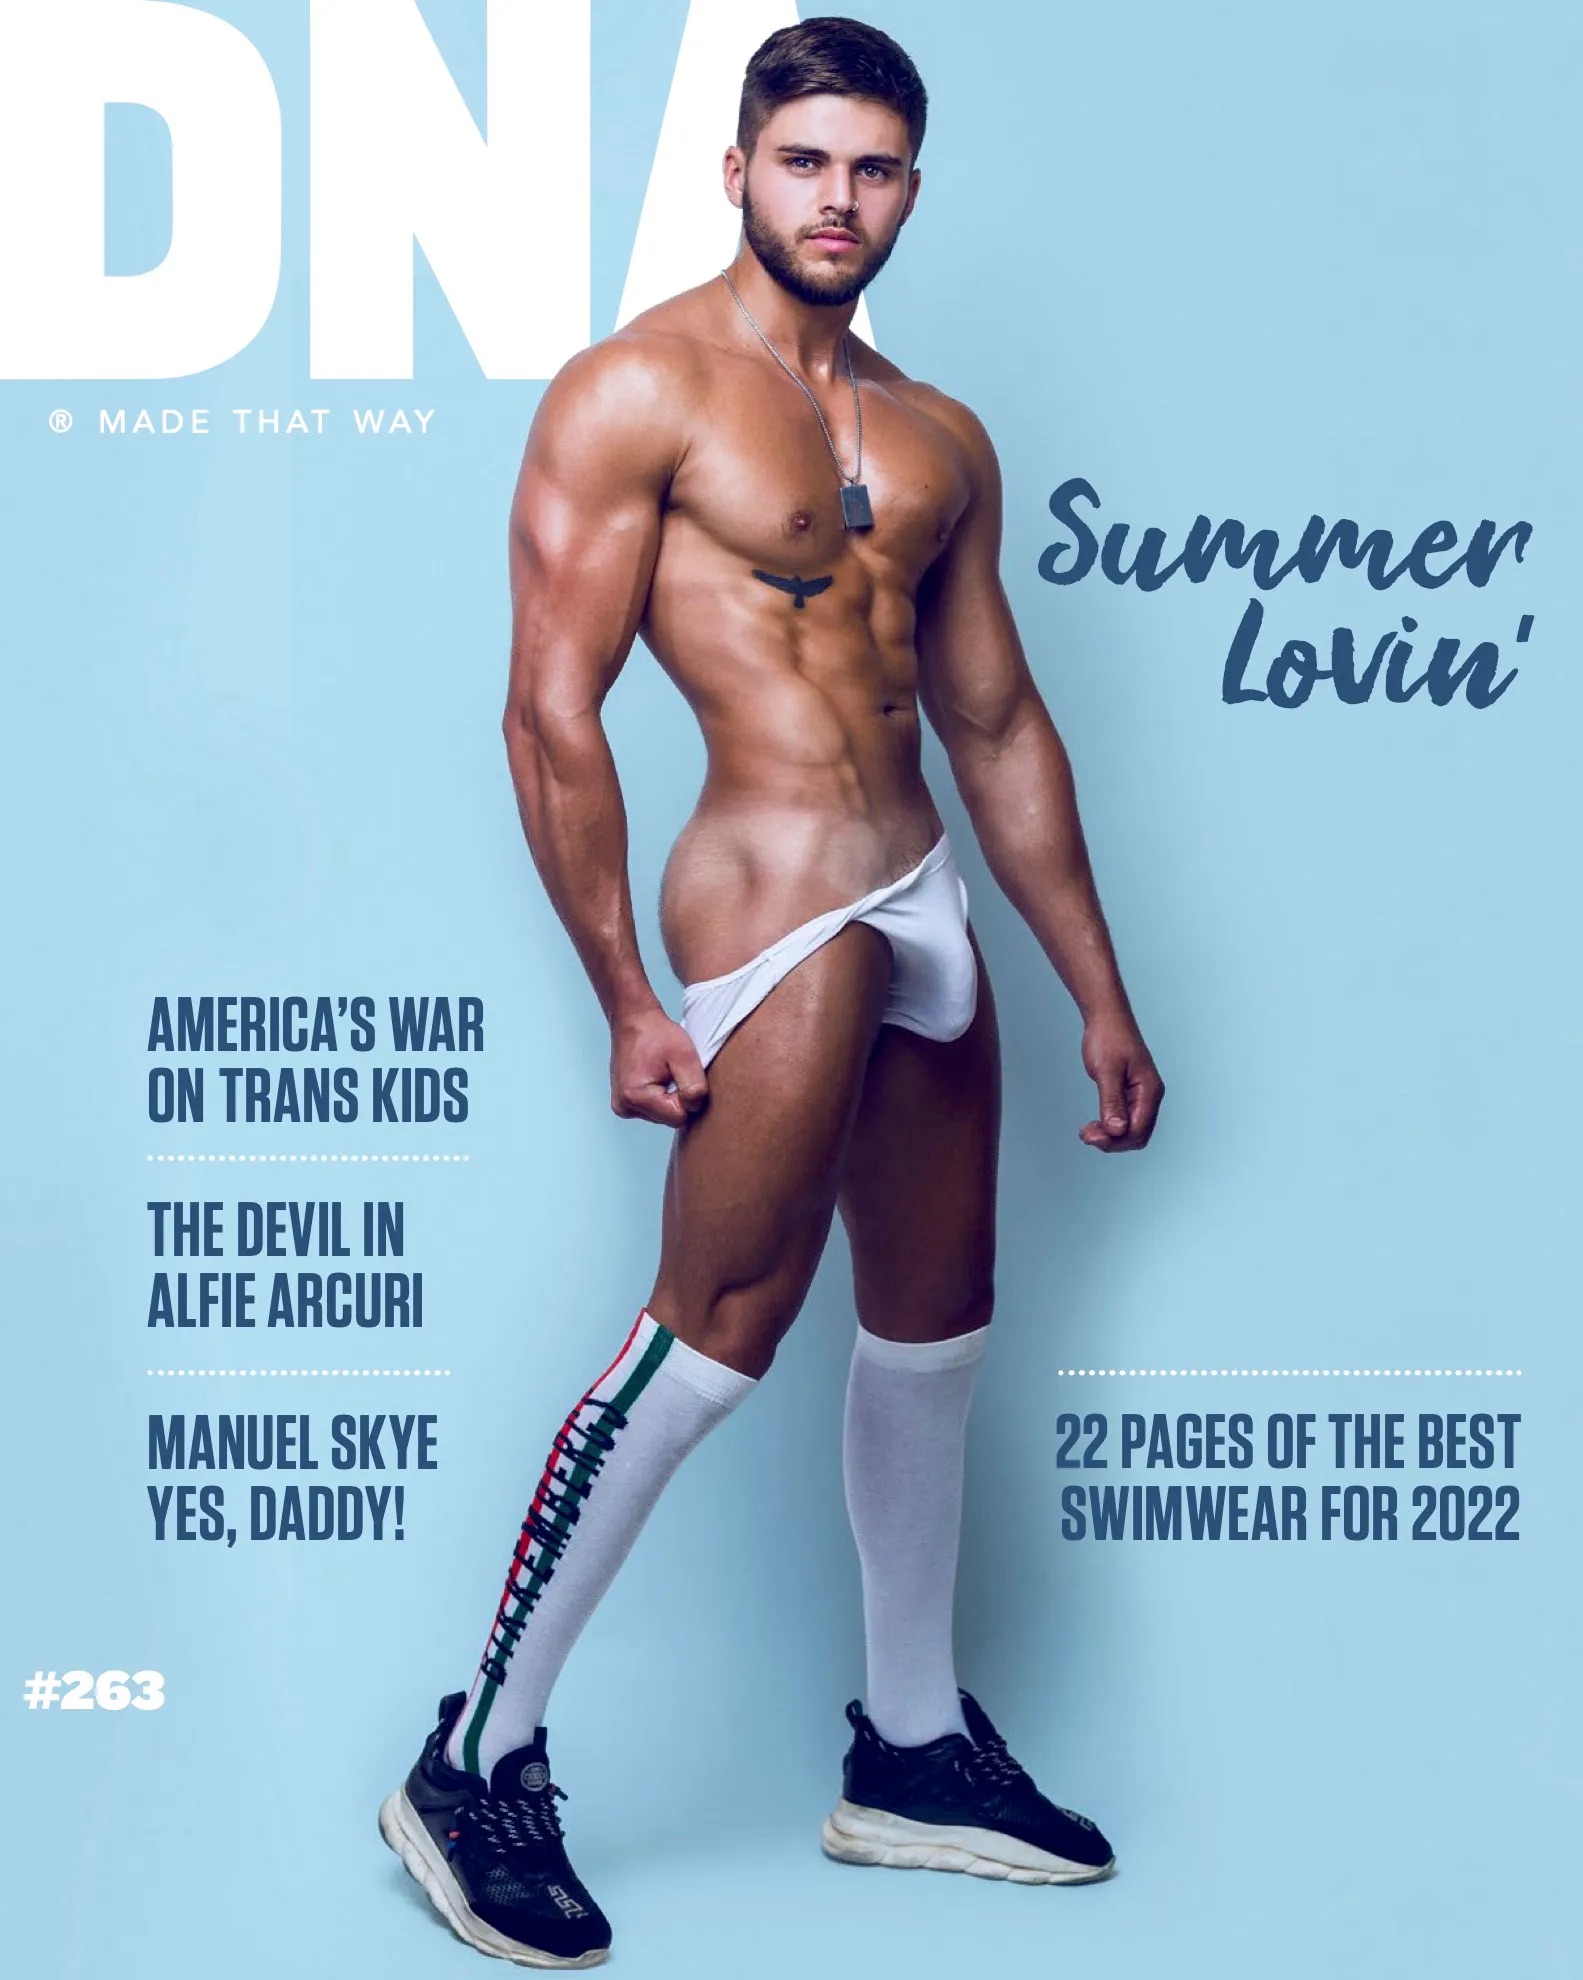 DNA
® MADE THAT WAY
Summer
Lovin'
AMERICA'S WAR
ON TRANS KIDS
THE DEVIL IN
ALFIE ARCURI
MANUEL SKYE
YES, DADDY!
22 PAGES OF THE BEST
SWIMWEAR FOR 2022
#263
BIKKEMBERGS